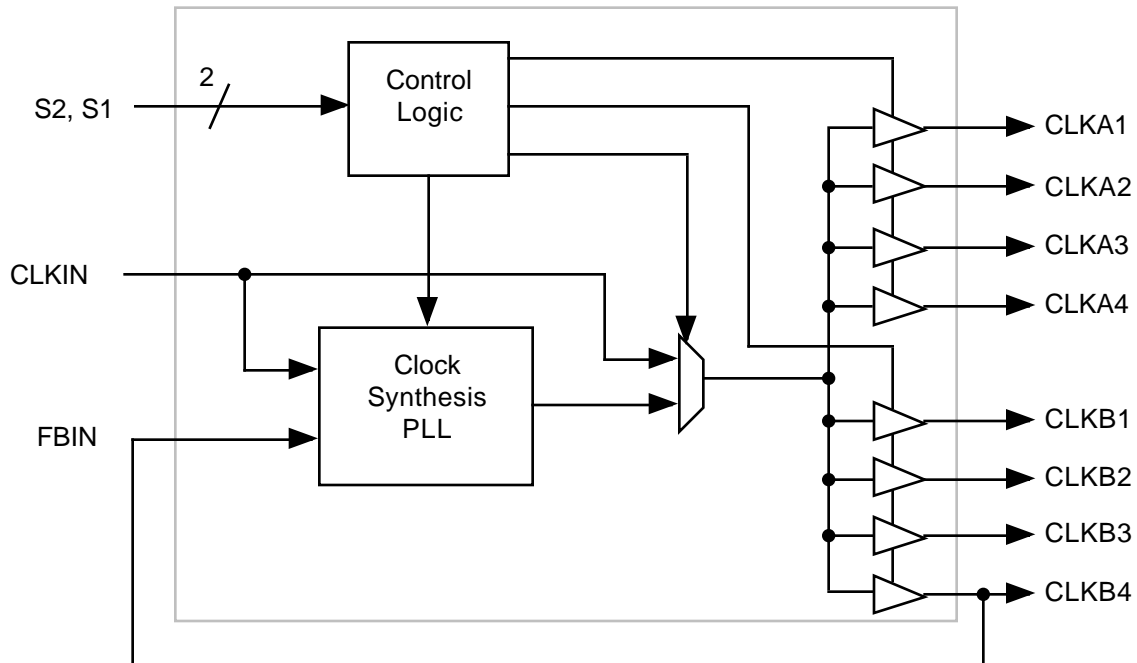 2
S2, S1
Control
Logic
CLKIN
Clock
Synthesis
PLL
FBIN
CLKA1
CLKA2
CLKA3
CLKA4
CLKB1
CLKB2
CLKB3
CLKB4